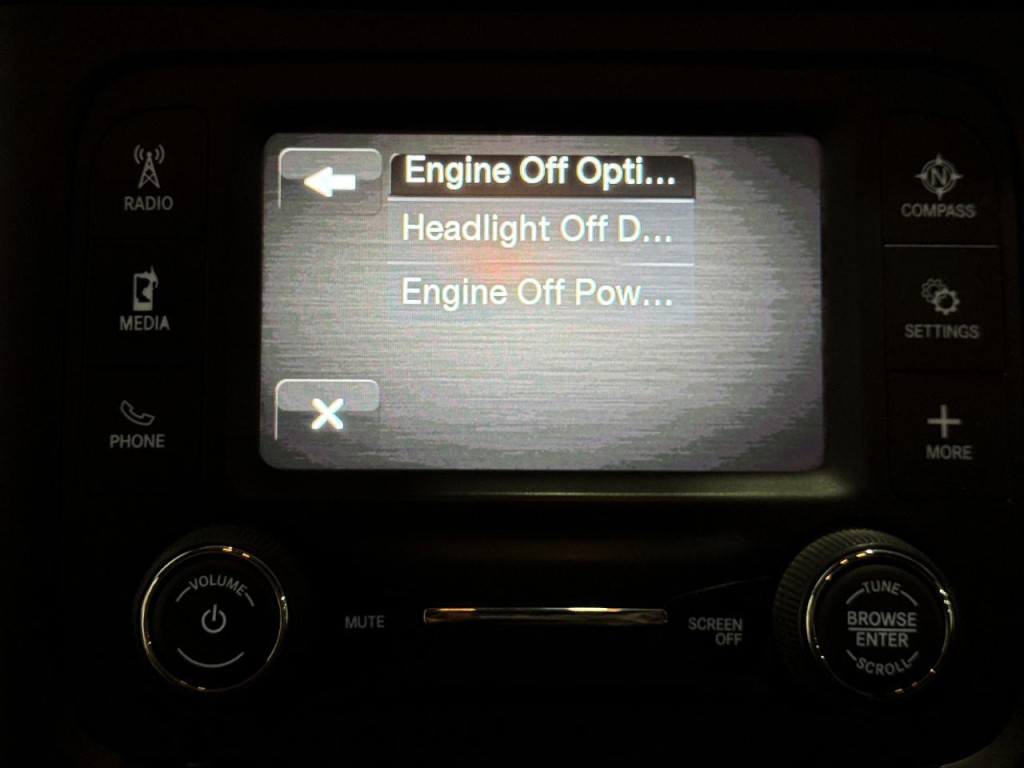 RADIO
MEDIA
PHONE
Engine Off Opti...
Headlight Off D...
Engine Off Pow...
N
COMPASS
SETTINGS
MORE
VOLUME
MUTE
SCREEN
OFF
TUNE
BROWSE
ENTER
SCROLL